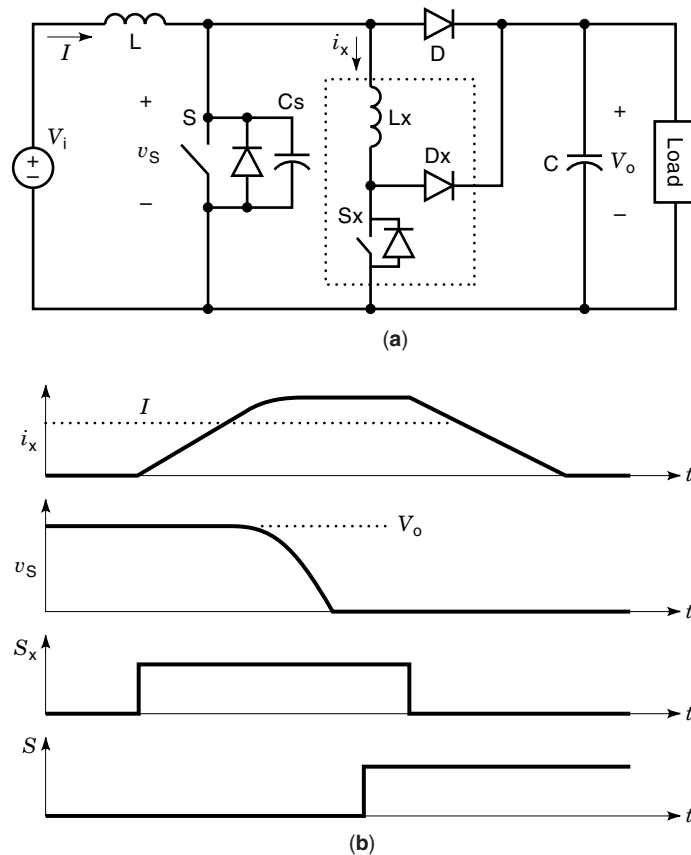 I
L
i_x
D
+
V_i
+
−
v_S
−
S
Cs
Lx
Dx
Sx
C
+
V_o
−
Load
(a)
I
i_x
t
V_o
v_S
t
S_x
t
S
t
(b)